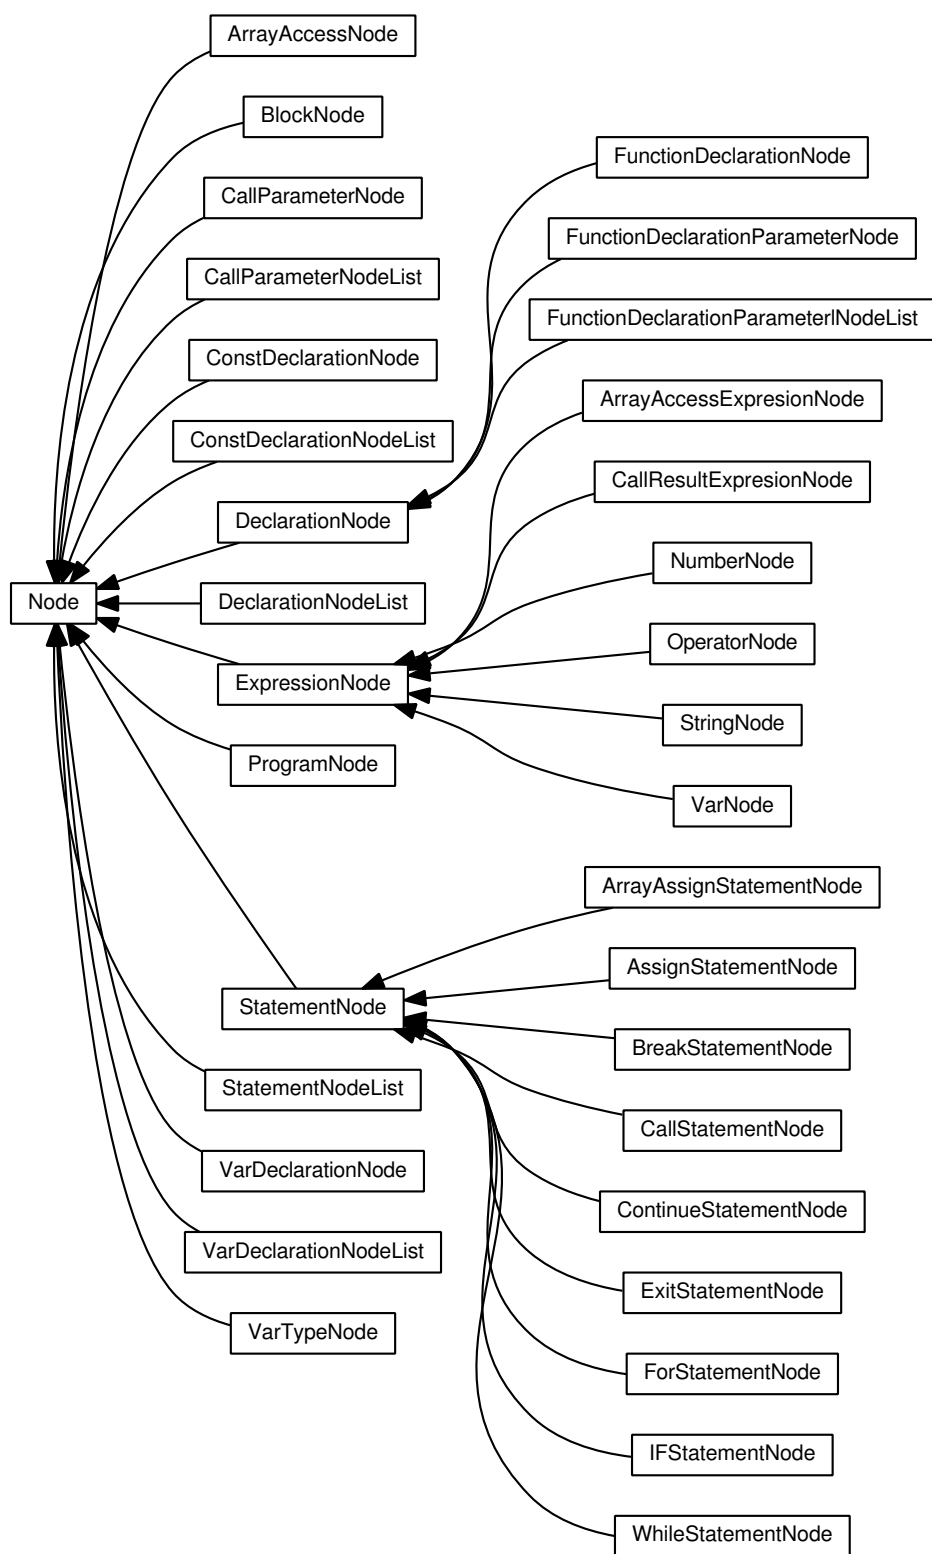 ArrayAccessNode
BlockNode
CallParameterNode
CallParameterNodeList
ConstDeclarationNode
ConstDeclarationNodeList
DeclarationNode
Node
DeclarationNodeList
ExpressionNode
ProgramNode
StatementNode
StatementNodeList
VarDeclarationNode
VarDeclarationNodeList
VarTypeNode
FunctionDeclarationNode
FunctionDeclarationParameterNode
FunctionDeclarationParameterlNodeList
ArrayAccessExpresionNode
CallResultExpresionNode
NumberNode
OperatorNode
StringNode
VarNode
ArrayAssignStatementNode
AssignStatementNode
BreakStatementNode
CallStatementNode
ContinueStatementNode
ExitStatementNode
ForStatementNode
IFStatementNode
WhileStatementNode